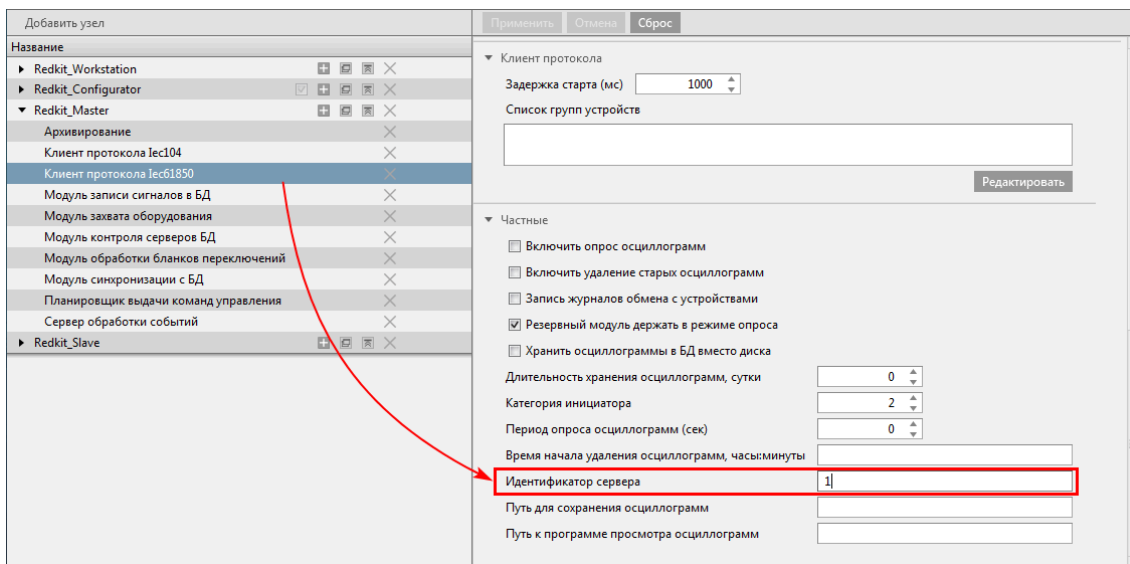 Добавить узел
Название
Redkit_Workstation
Redkit_Configurator
Redkit_Master
Архивирование
Клиент протокола Iec104
Клиент протокола Iec61850
Модуль записи сигналов в БД
Модуль захвата оборудования
Модуль контроля серверов БД
Модуль обработки бланков переключений
Модуль синхронизации с БД
Планировщик выдачи команд управления
Сервер обработки событий
Redkit_Slave
Применить Отмена Сброс
Клиент протокола
Задержка старта (мс) 1000
Список групп устройств
Редактировать
Частные
Включить опрос осциллограмм
Включить удаление старых осциллограмм
Запись журналов обмена с устройствами
Резервный модуль держать в режиме опроса
Хранить осциллограммы в БД вместо диска
Длительность хранения осциллограмм, сутки 0
Категория инициатора 2
Период опроса осциллограмм (сек) 0
Время начала удаления осциллограмм, часы:минуты
Идентификатор сервера 1
Путь для сохранения осциллограмм
Путь к программе просмотра осциллограмм